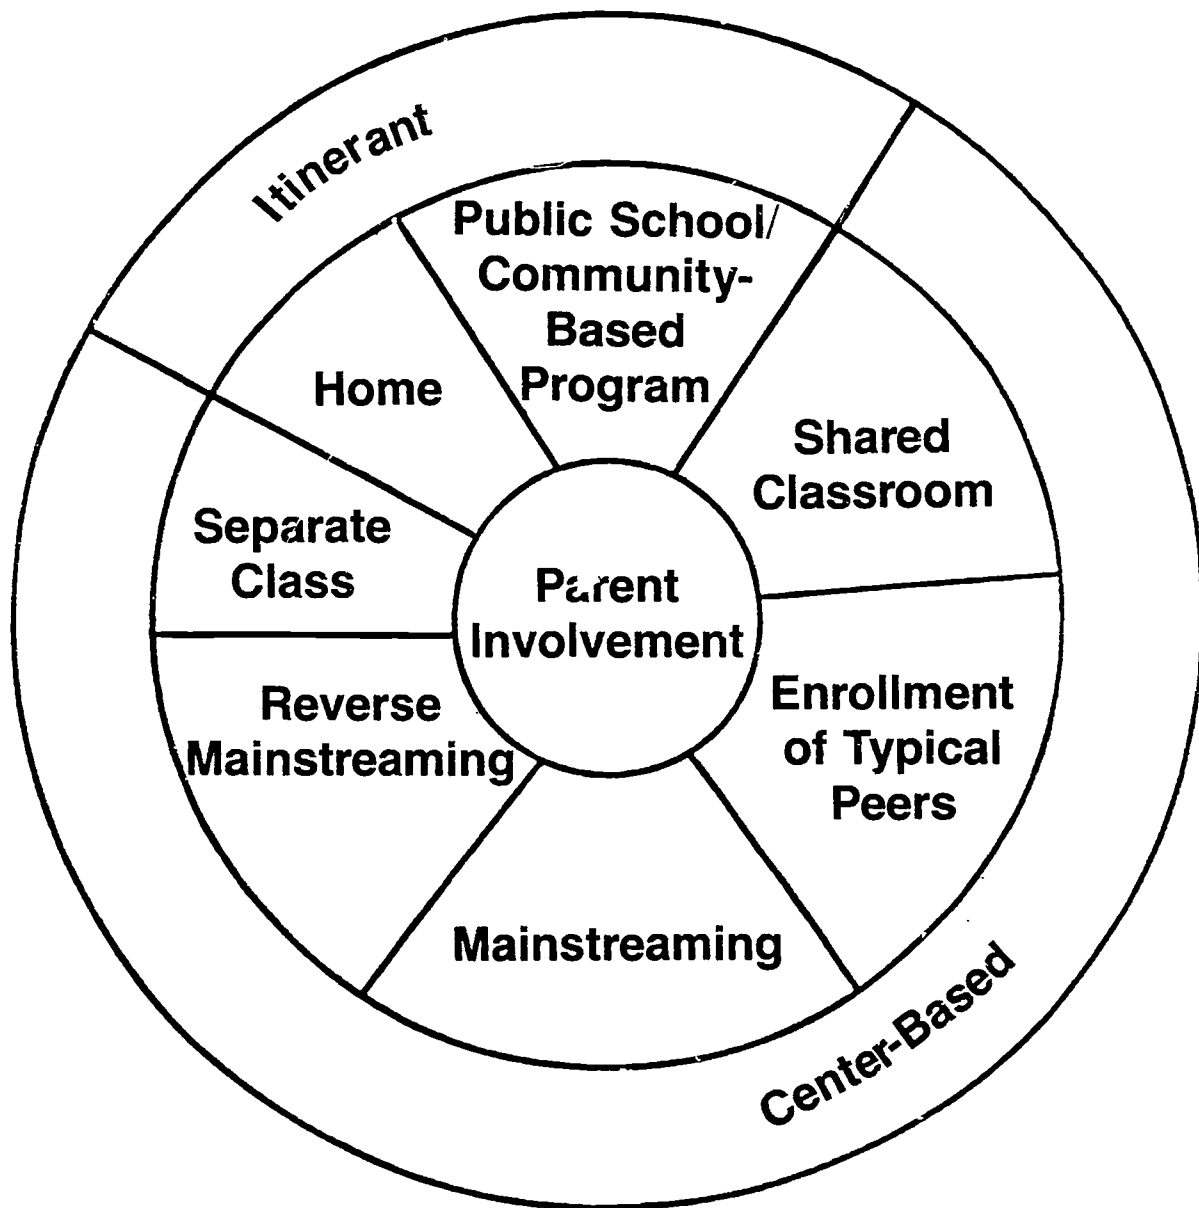 Itinerant
Public School/
Community-
Based
Program
Home
Shared
Classroom
Separate
Class
Parent
Involvement
Reverse
Mainstreaming
Enrollment
of Typical
Peers
Mainstreaming
Center-Based